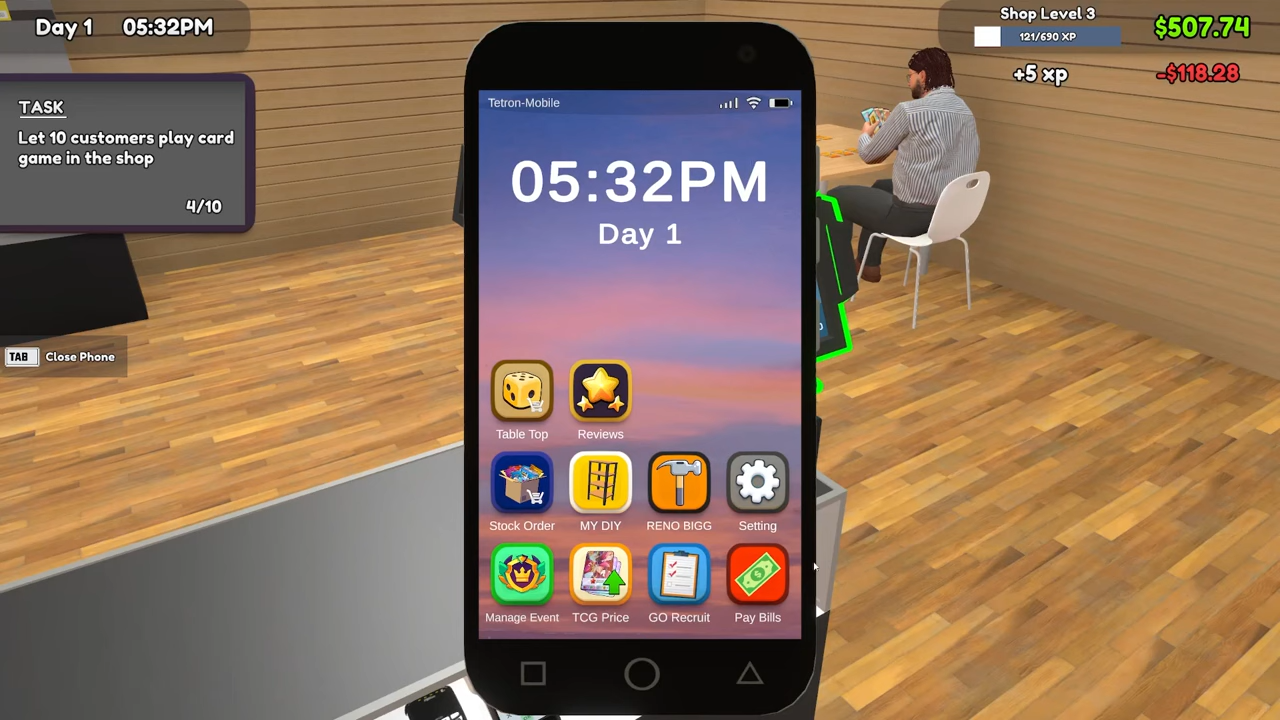 Day 1 05:32PM
Shop Level 3
$507.74
121/690 XP
+5 xp
-$118.28
TASK
Let 10 customers play card
game in the shop
4/10
TAB Close Phone
Tetron-Mobile
05:32PM
Day 1
Table Top Reviews
Stock Order MY DIY RENO BIGG Setting
Manage Event TCG Price GO Recruit Pay Bills